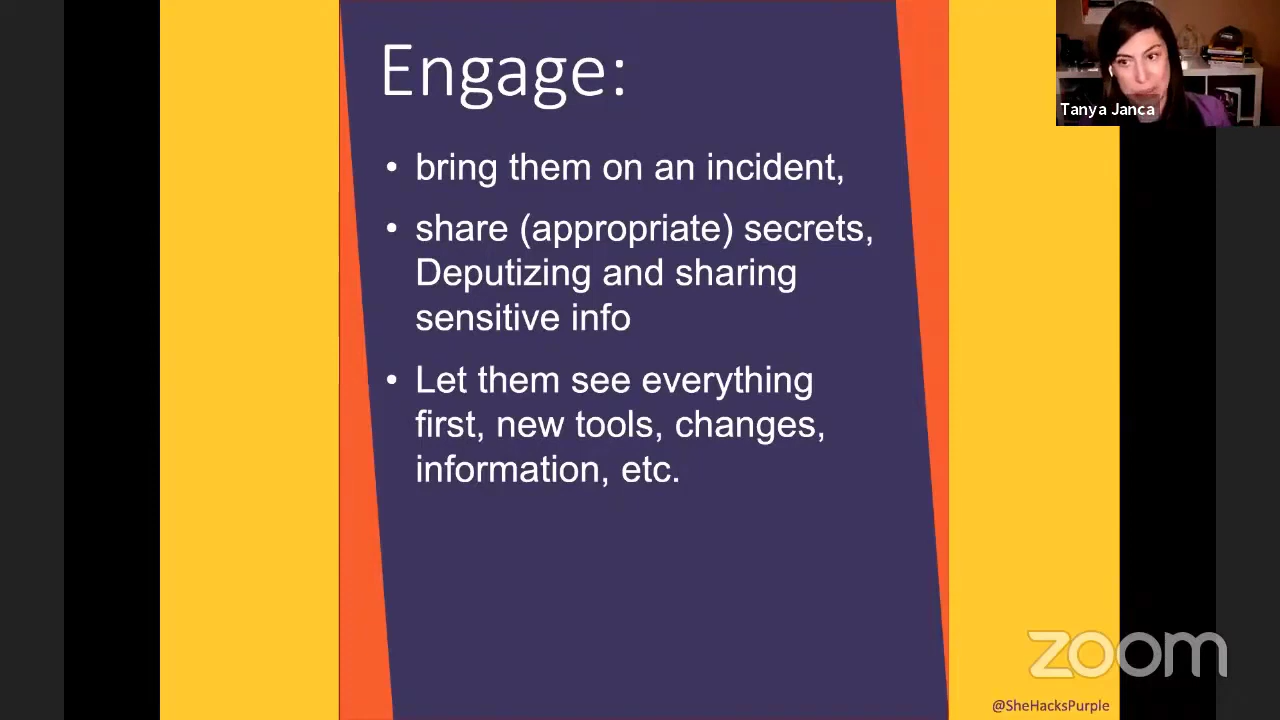 Engage:
• bring them on an incident,
• share (appropriate) secrets,
Deputizing and sharing
sensitive info
• Let them see everything
first, new tools, changes,
information, etc.
Tanya Janca
zoom
@SheHacksPurple